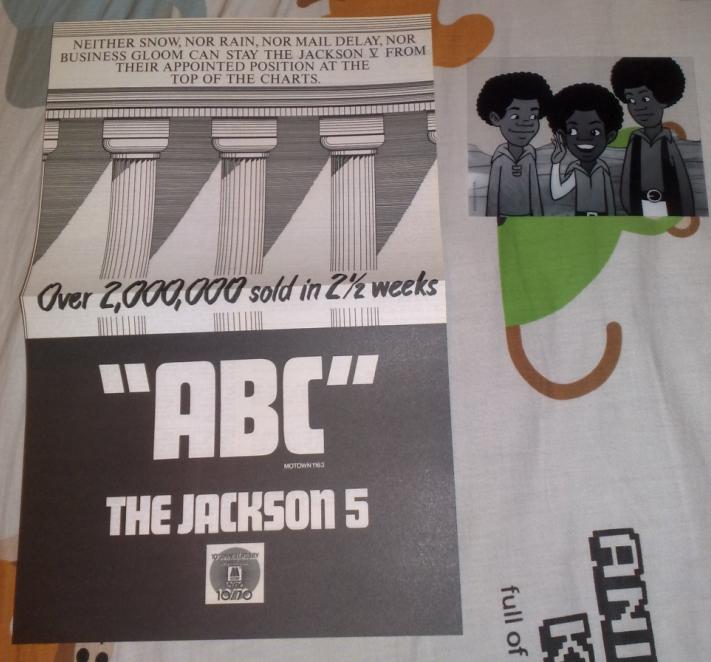 NEITHER SNOW, NOR RAIN, NOR MAIL DELAY, NOR
BUSINESS GLOOM CAN STAY THE JACKSON V FROM
THEIR APPOINTED POSITION AT THE
TOP OF THE CHARTS.
Over 2,000,000 sold in 2½ weeks
"ABC"
MOTOWN 1163
THE JACKSON 5
full of